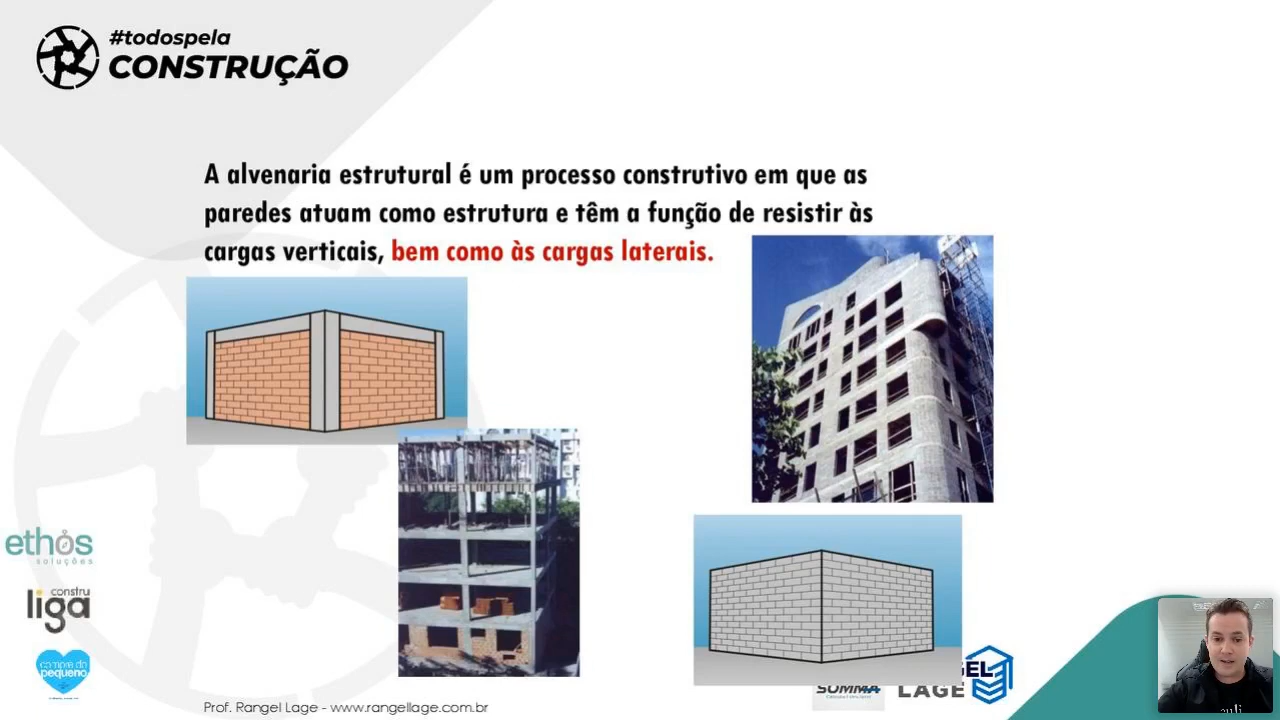 #todospela
CONSTRUÇÃO
A alvenaria estrutural é um processo construtivo em que as
paredes atuam como estrutura e têm a função de resistir às
cargas verticais, bem como às cargas laterais.
ethos
soluções
constru
liga
compre do
pequeno
SOMMA
GEL
LAGE
Prof. Rangel Lage - www.rangellage.com.br